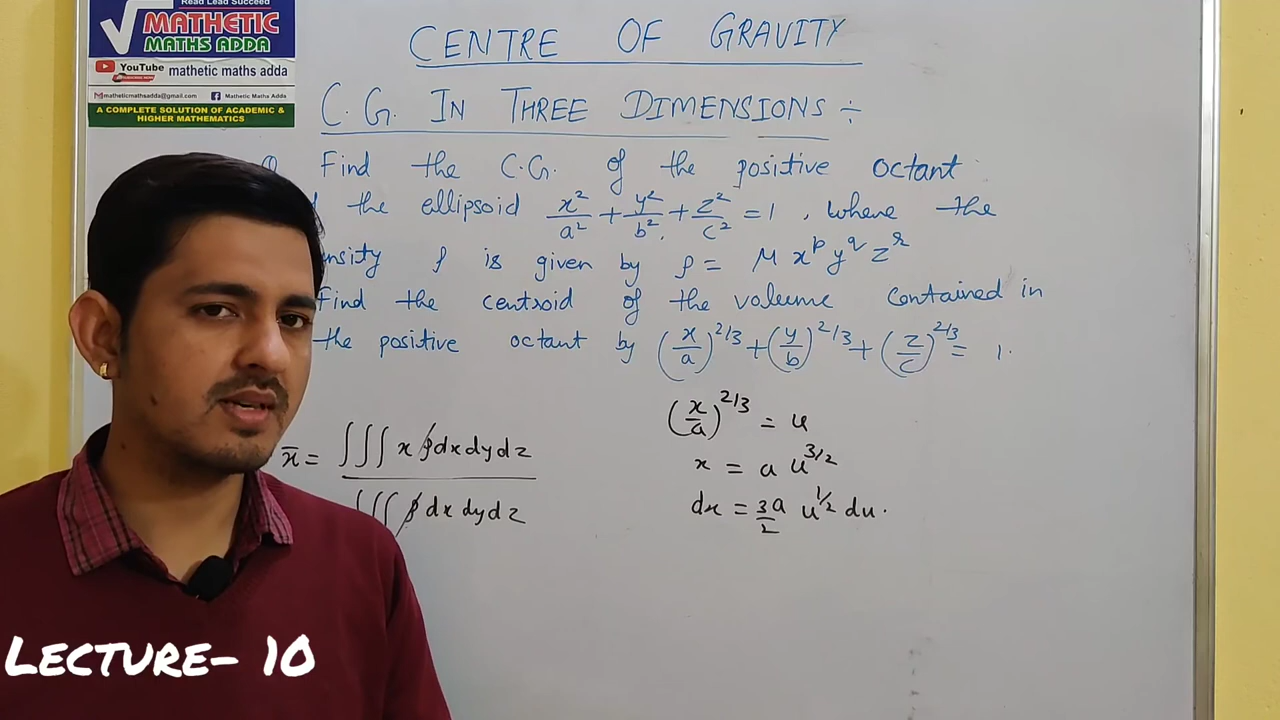 Read Lead Succeed
MATHETIC
MATHS ADDA
YouTube mathetic maths adda
matheticmathsadda@gmail.com Mathetic Maths Adda
A COMPLETE SOLUTION OF ACADEMIC &
HIGHER MATHEMATICS
CENTRE OF GRAVITY
C.G. IN THREE DIMENSIONS ÷
Find the C.G. of the positive octant
the ellipsoid x²/a² + y²/b² + z²/c² = 1, where the
ρ is given by ρ = μ x^p y^q z^r
Find the centroid of the volume contained in
the positive octant by (x/a)^2/3 + (y/b)^2/3 + (z/c)^2/3 = 1.
(x/a)^2/3 = u
x̄ = ∫∫∫ x ρ dx dy dz / ∫∫∫ ρ dx dy dz
x = a u^3/2
dx = 3a/2 u^1/2 du.
LECTURE- 10